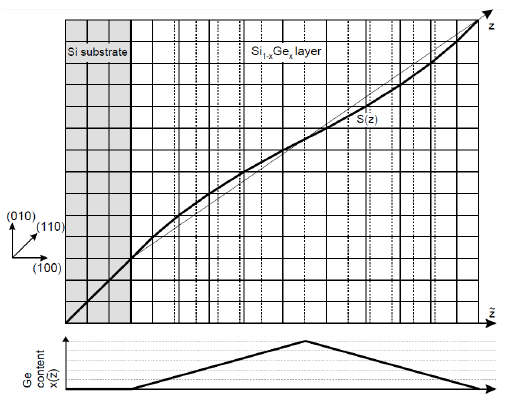 z
Si substrate
Si₁₋ₓGeₓ layer
S(z)
(010)
(110)
(100)
z̃
Ge
content
x(z̃)